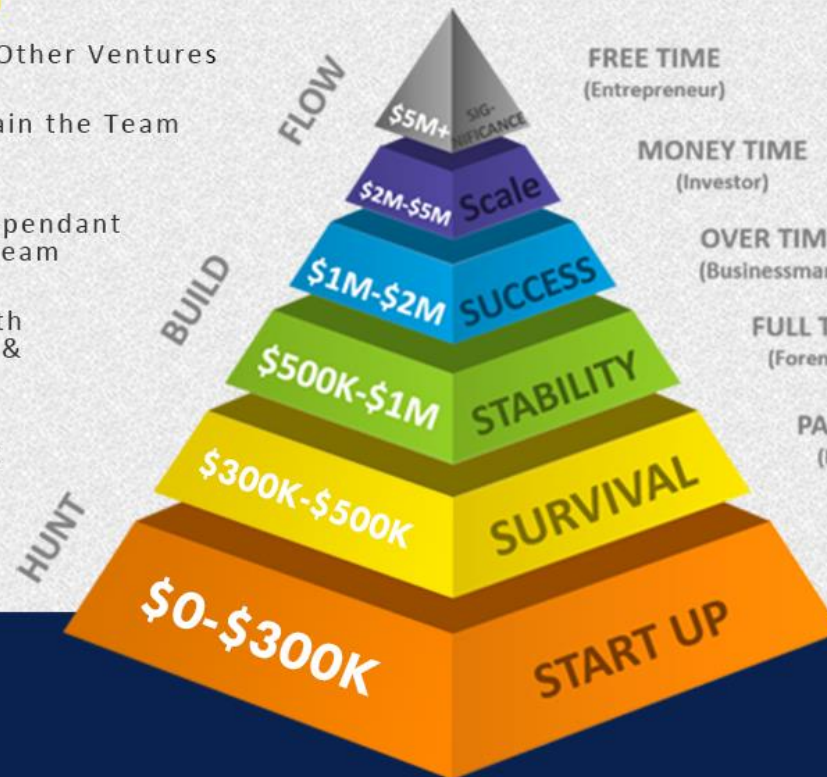 Other Ventures
ain the Team
pendant
eam
th
&
FLOW
BUILD
HUNT
$5M+
SIG-
NIFICANCE
$2M-$5M
Scale
$1M-$2M
SUCCESS
$500K-$1M
STABILITY
$300K-$500K
SURVIVAL
$0-$300K
START UP
FREE TIME
(Entrepreneur)
MONEY TIME
(Investor)
OVER TIM
(Businessma
FULL T
(Forem
PA
(